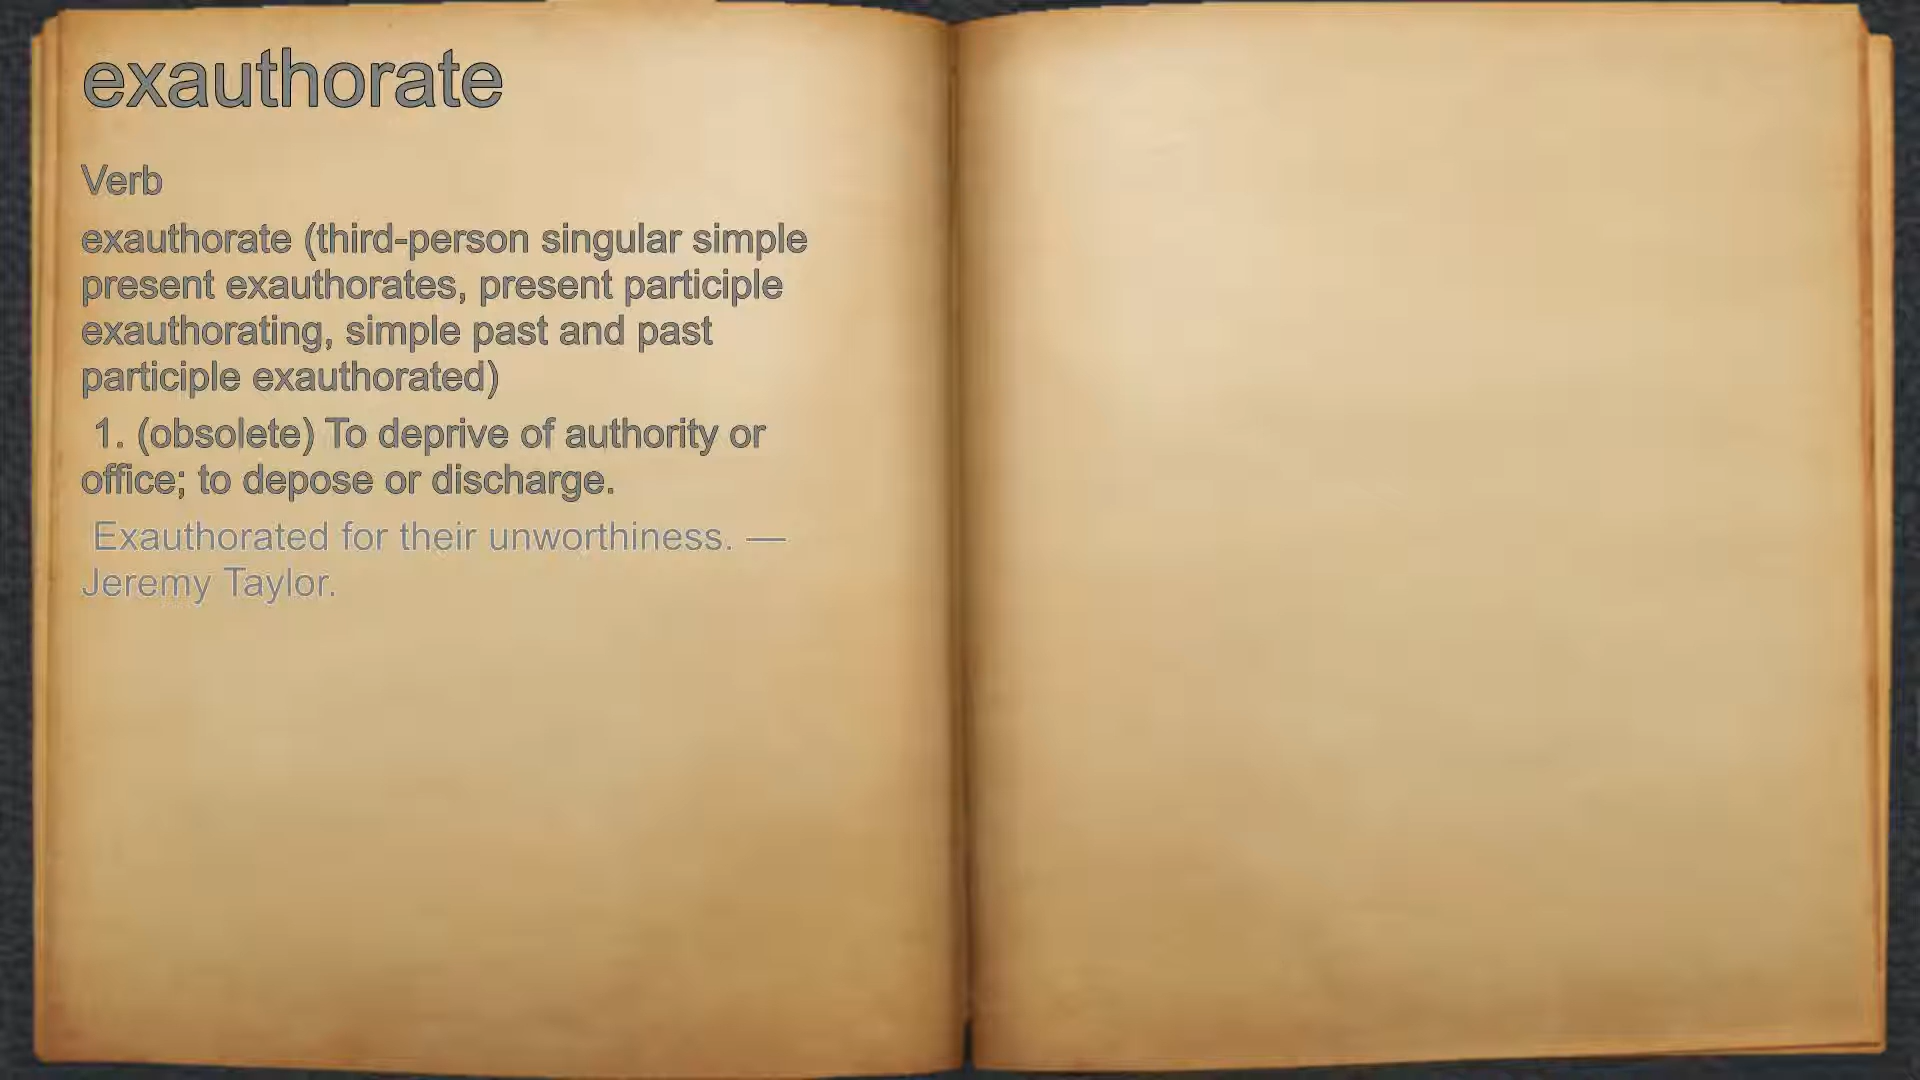 exauthorate
Verb
exauthorate (third-person singular simple
present exauthorates, present participle
exauthorating, simple past and past
participle exauthorated)
1. (obsolete) To deprive of authority or
office; to depose or discharge.
Exauthorated for their unworthiness. —
Jeremy Taylor.